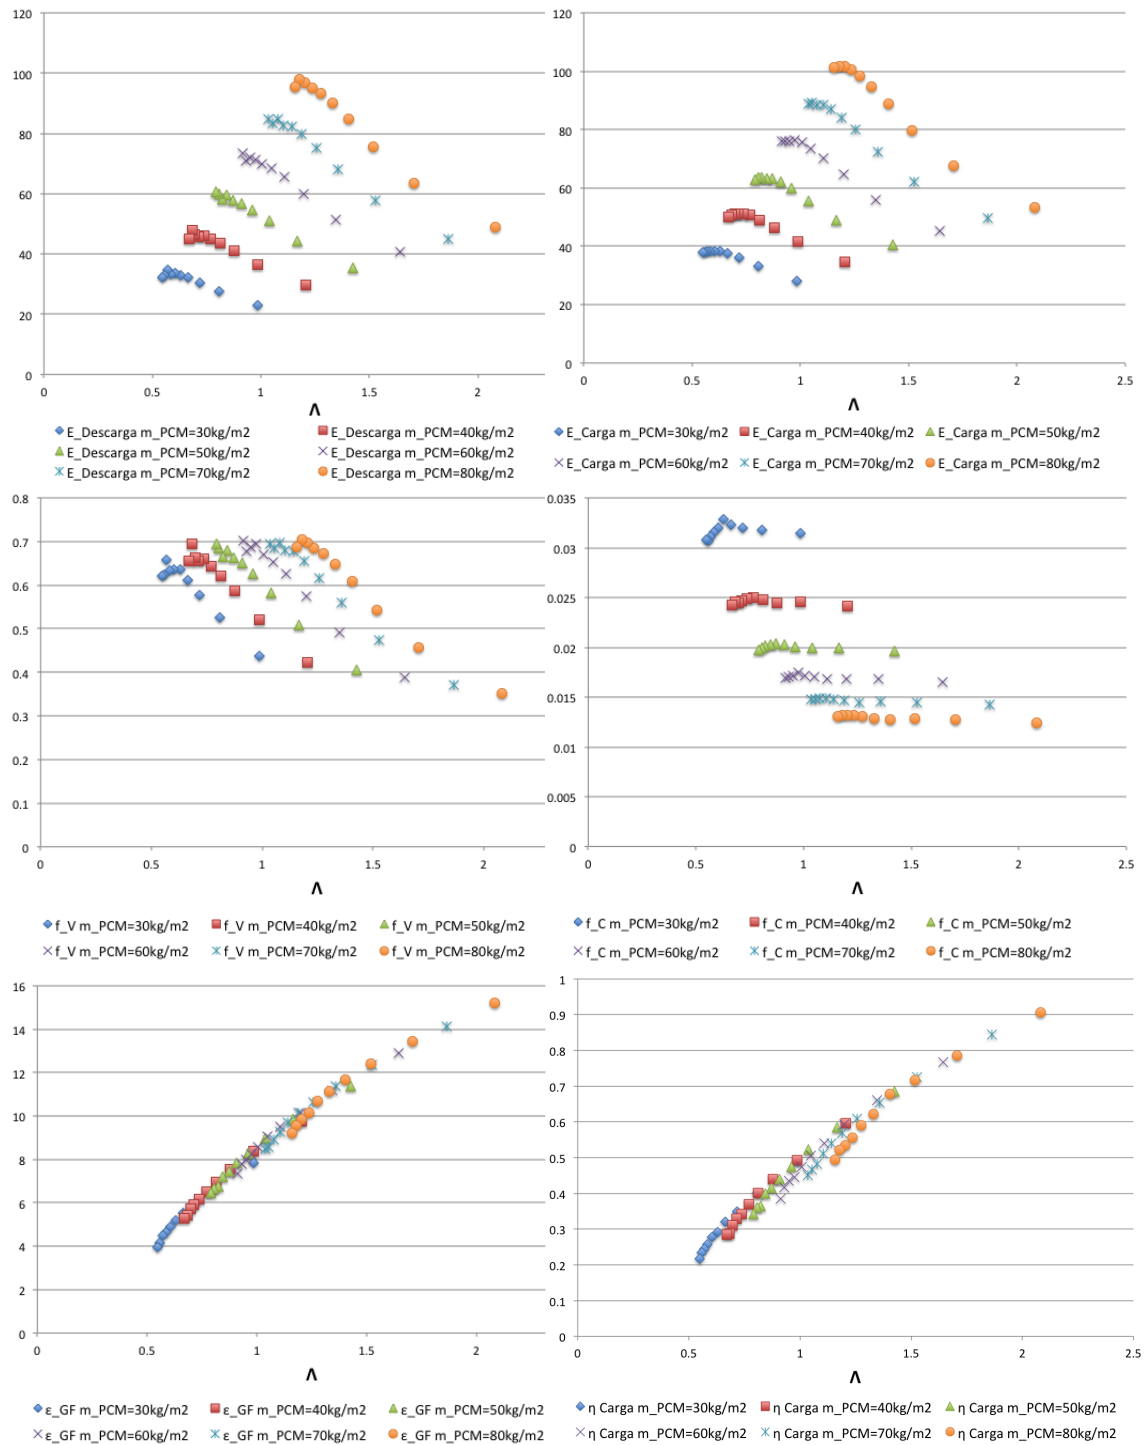 120
100
80
60
40
20
0
0 0.5 1 1.5 2
Λ
E_Descarga m_PCM=30kg/m2 E_Descarga m_PCM=40kg/m2
E_Descarga m_PCM=50kg/m2 E_Descarga m_PCM=60kg/m2
E_Descarga m_PCM=70kg/m2 E_Descarga m_PCM=80kg/m2
120
100
80
60
40
20
0
0 0.5 1 1.5 2 2.5
Λ
E_Carga m_PCM=30kg/m2 E_Carga m_PCM=40kg/m2 E_Carga m_PCM=50kg/m2
E_Carga m_PCM=60kg/m2 E_Carga m_PCM=70kg/m2 E_Carga m_PCM=80kg/m2
0.8
0.7
0.6
0.5
0.4
0.3
0.2
0.1
0
0 0.5 1 1.5 2
Λ
f_V m_PCM=30kg/m2 f_V m_PCM=40kg/m2 f_V m_PCM=50kg/m2
f_V m_PCM=60kg/m2 f_V m_PCM=70kg/m2 f_V m_PCM=80kg/m2
0.035
0.03
0.025
0.02
0.015
0.01
0.005
0
0 0.5 1 1.5 2 2.5
Λ
f_C m_PCM=30kg/m2 f_C m_PCM=40kg/m2 f_C m_PCM=50kg/m2
f_C m_PCM=60kg/m2 f_C m_PCM=70kg/m2 f_C m_PCM=80kg/m2
16
14
12
10
8
6
4
2
0
0 0.5 1 1.5 2
Λ
ε_GF m_PCM=30kg/m2 ε_GF m_PCM=40kg/m2 ε_GF m_PCM=50kg/m2
ε_GF m_PCM=60kg/m2 ε_GF m_PCM=70kg/m2 ε_GF m_PCM=80kg/m2
1
0.9
0.8
0.7
0.6
0.5
0.4
0.3
0.2
0.1
0
0 0.5 1 1.5 2 2.5
Λ
η Carga m_PCM=30kg/m2 η Carga m_PCM=40kg/m2 η Carga m_PCM=50kg/m2
η Carga m_PCM=60kg/m2 η Carga m_PCM=70kg/m2 η Carga m_PCM=80kg/m2